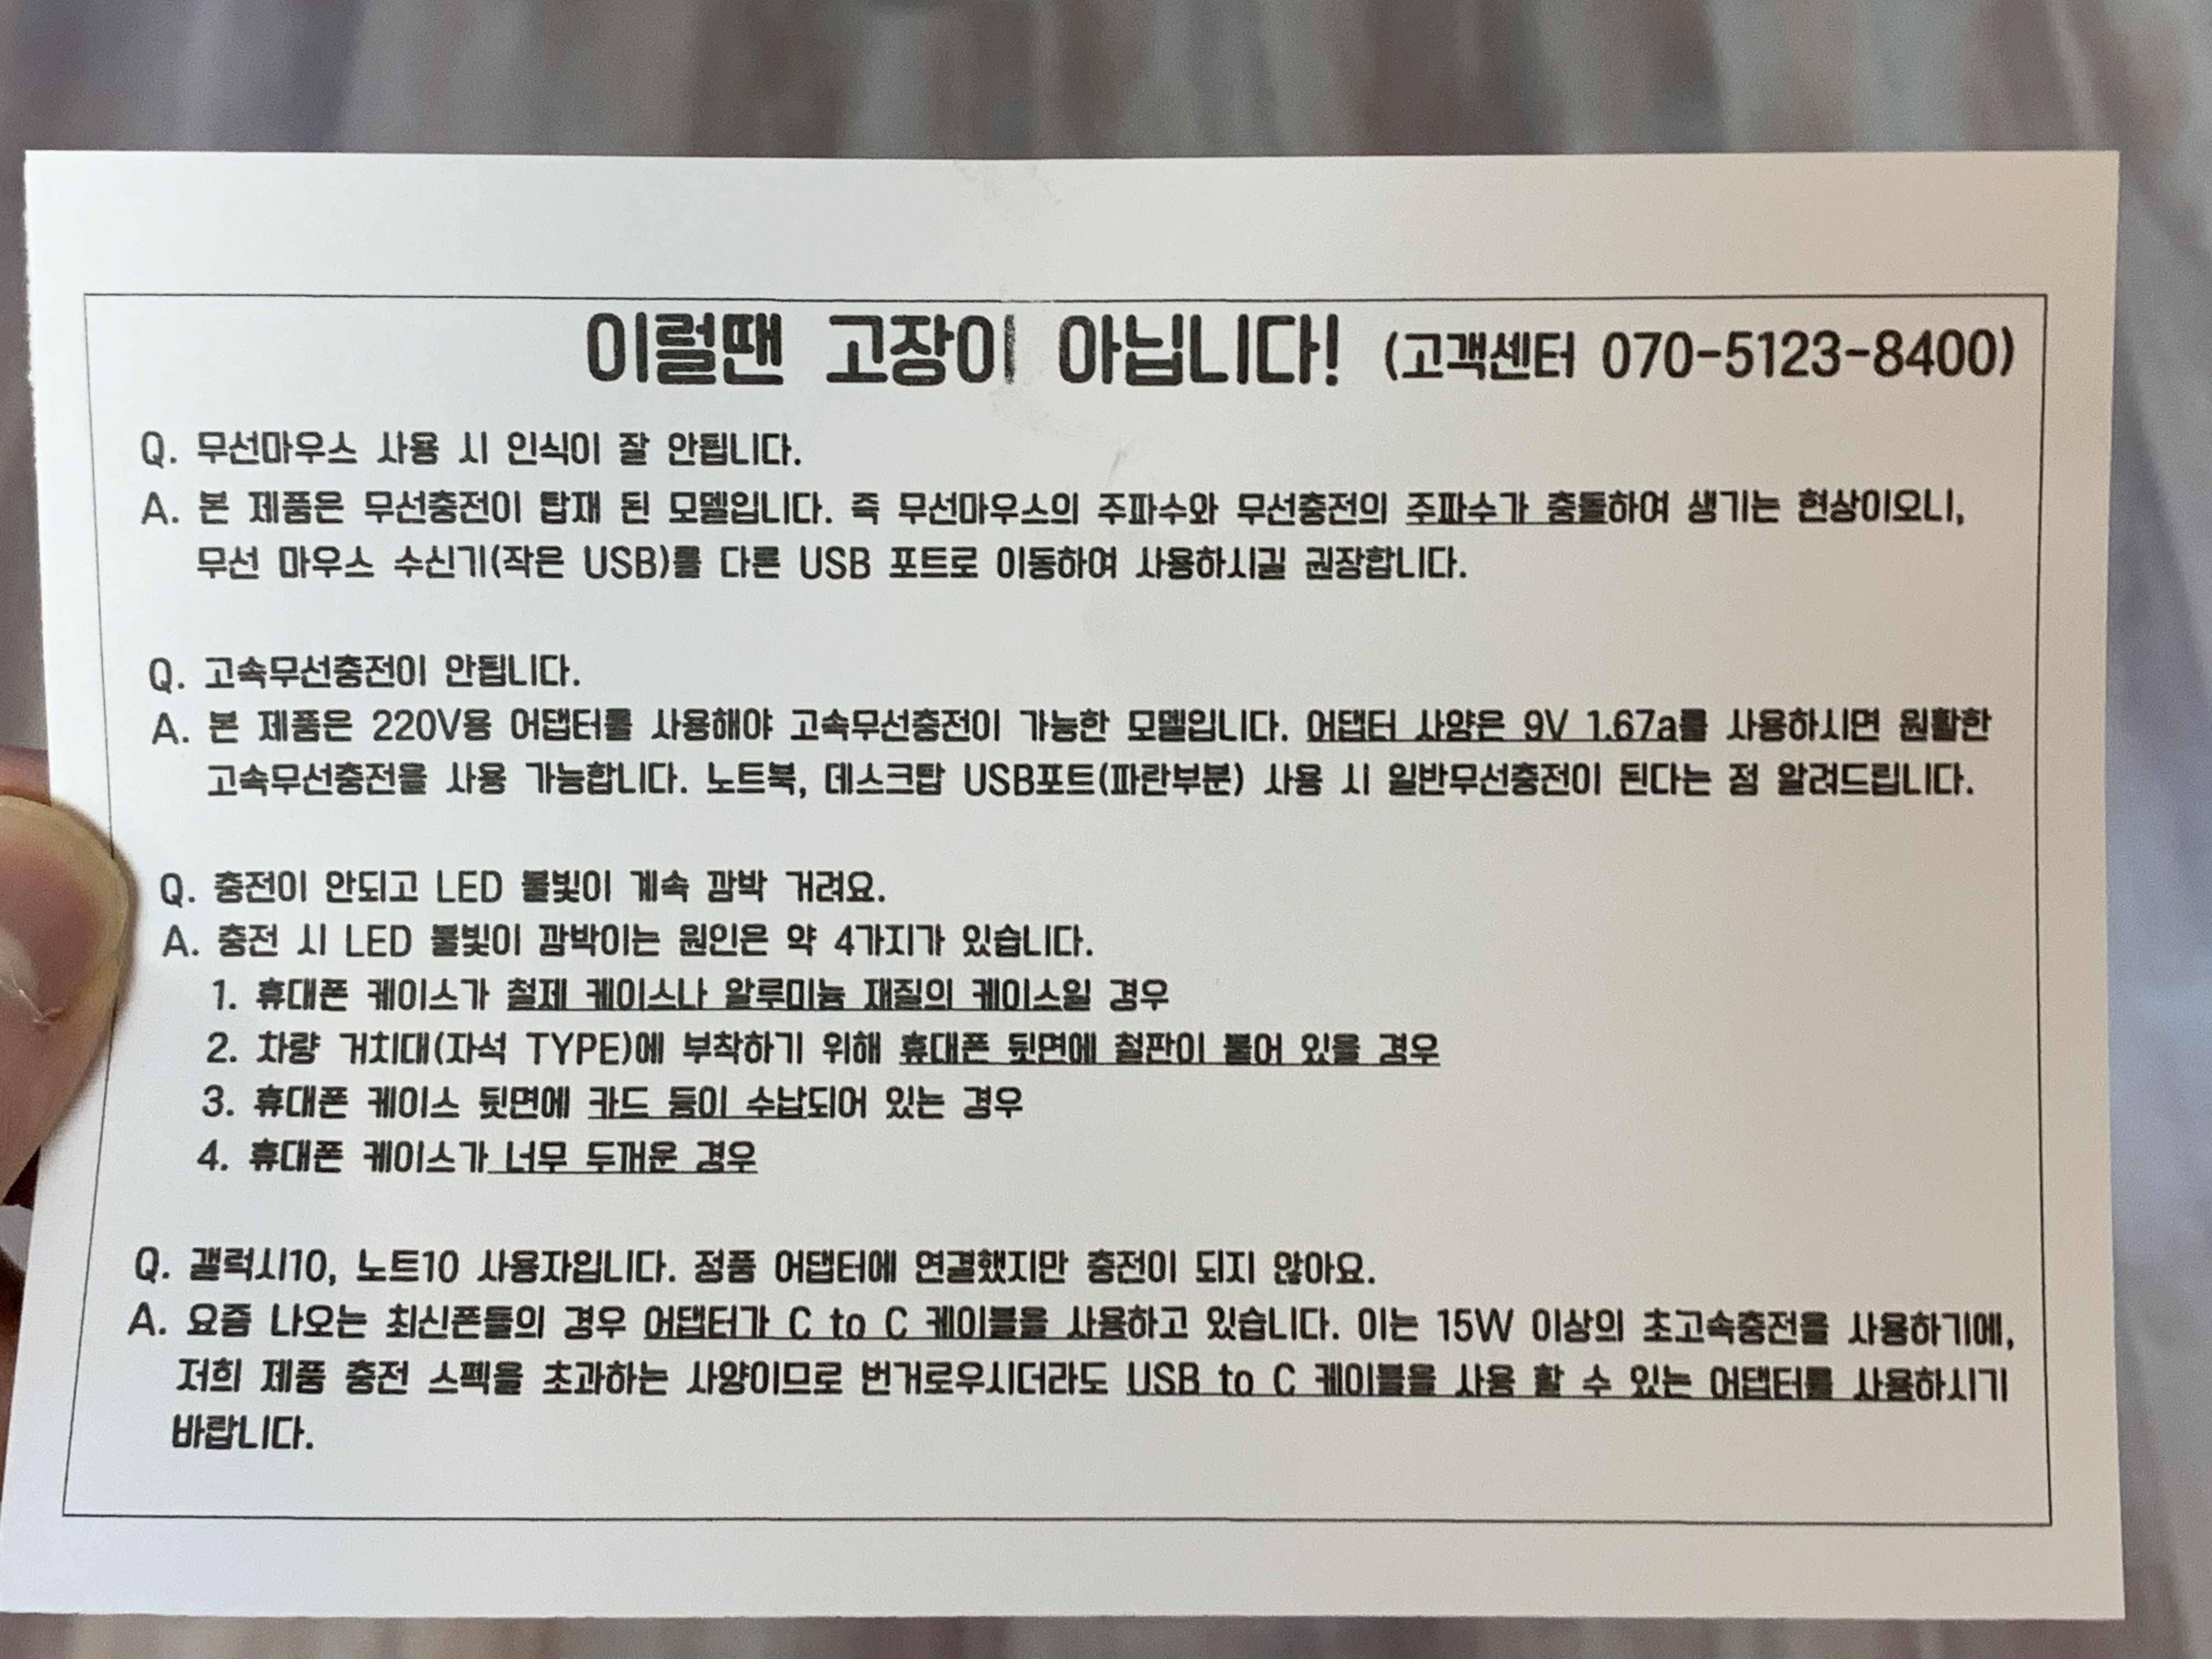 이럴땐 고장이 아닙니다! (고객센터 070-5123-8400)
Q. 무선마우스 사용 시 인식이 잘 안됩니다.
A. 본 제품은 무선충전이 탑재 된 모델입니다. 즉 무선마우스의 주파수와 무선충전의 주파수가 충돌하여 생기는 현상이오니,
무선 마우스 수신기(작은 USB)를 다른 USB 포트로 이동하여 사용하시길 권장합니다.
Q. 고속무선충전이 안됩니다.
A. 본 제품은 220V용 어댑터를 사용해야 고속무선충전이 가능한 모델입니다. 어댑터 사양은 9V 1.67a를 사용하시면 원활한
고속무선충전을 사용 가능합니다. 노트북, 데스크탑 USB포트(파란부분) 사용 시 일반무선충전이 된다는 점 알려드립니다.
Q. 충전이 안되고 LED 불빛이 계속 깜박 거려요.
A. 충전 시 LED 불빛이 깜박이는 원인은 약 4가지가 있습니다.
1. 휴대폰 케이스가 철제 케이스나 알루미늄 재질의 케이스일 경우
2. 차량 거치대(자석 TYPE)에 부착하기 위해 휴대폰 뒷면에 철판이 붙어 있을 경우
3. 휴대폰 케이스 뒷면에 카드 등이 수납되어 있는 경우
4. 휴대폰 케이스가 너무 두꺼운 경우
Q. 갤럭시10, 노트10 사용자입니다. 정품 어댑터에 연결했지만 충전이 되지 않아요.
A. 요즘 나오는 최신폰들의 경우 어댑터가 C to C 케이블을 사용하고 있습니다. 이는 15W 이상의 초고속충전을 사용하기에,
저희 제품 충전 스펙을 초과하는 사양이므로 번거로우시더라도 USB to C 케이블을 사용 할 수 있는 어댑터를 사용하시기
바랍니다.